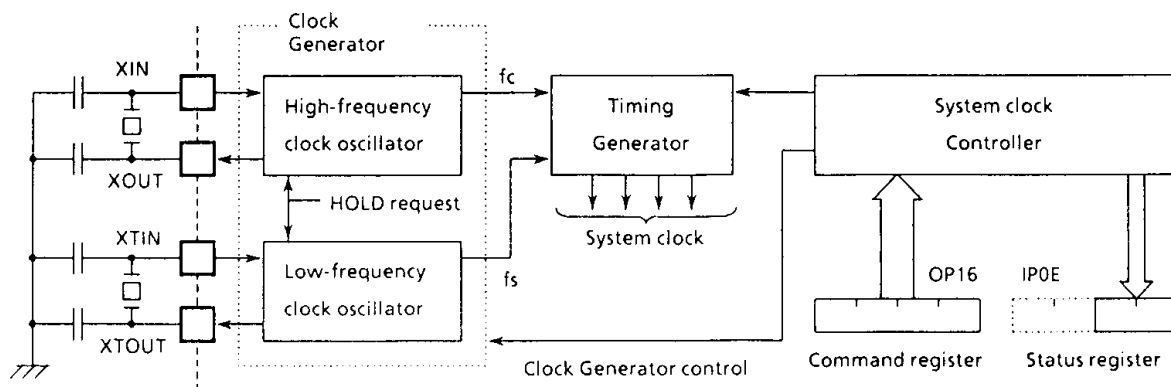 Clock
Generator
XIN
High-frequency
clock oscillator
XOUT
fc
Timing
Generator
System clock
Controller
HOLD request
System clock
XTIN
Low-frequency
clock oscillator
XTOUT
fs
OP16
IP0E
Clock Generator control
Command register
Status register